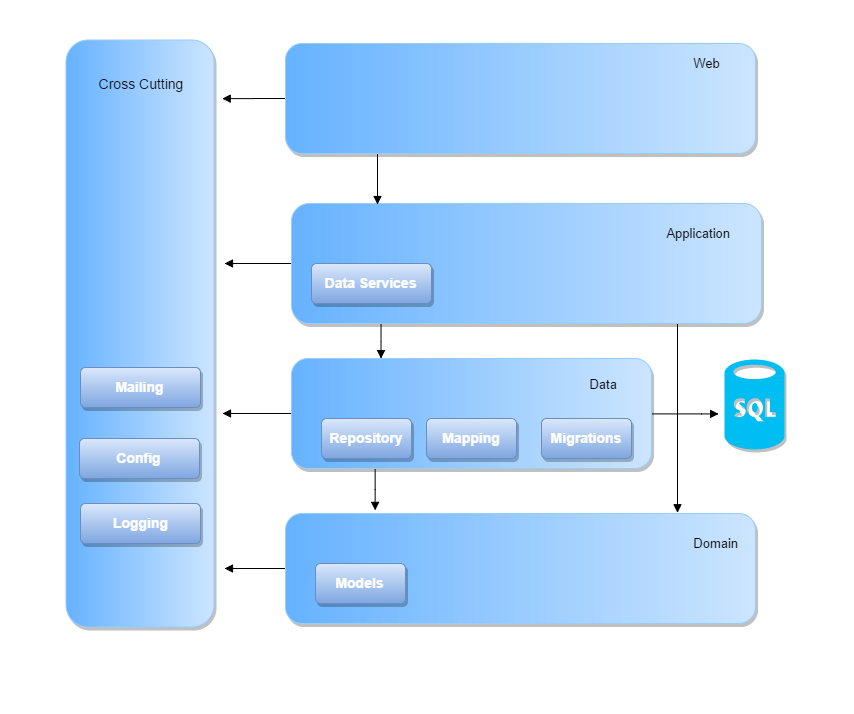 Cross Cutting
Mailing
Config
Logging
Web
Application
Data Services
Data
Repository
Mapping
Migrations
SQL
Domain
Models